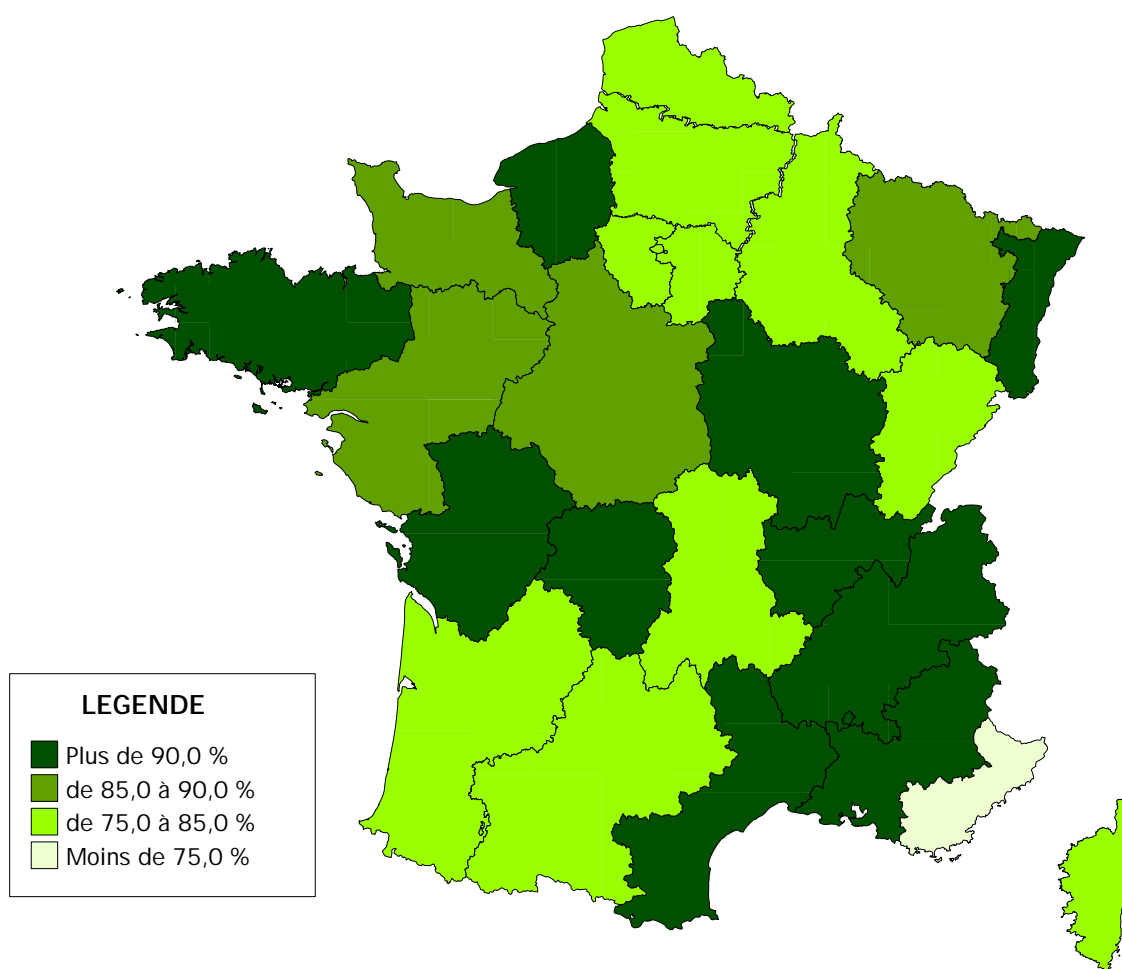 LEGENDE
Plus de 90,0 %
de 85,0 à 90,0 %
de 75,0 à 85,0 %
Moins de 75,0 %